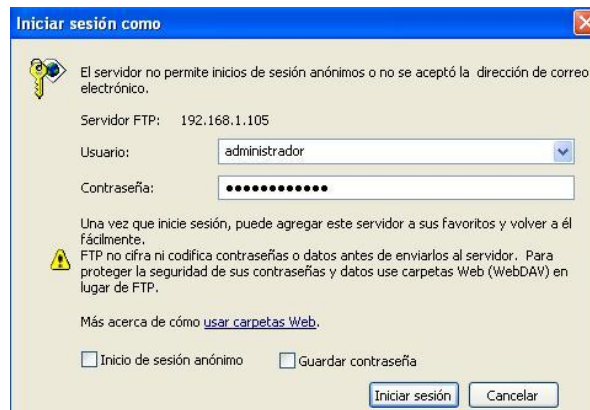 Iniciar sesión como
El servidor no permite inicios de sesión anónimos o no se aceptó la dirección de correo
electrónico.
Servidor FTP: 192.168.1.105
Usuario: administrador
Contraseña: ●●●●●●●●●●●●
Una vez que inicie sesión, puede agregar este servidor a sus favoritos y volver a él
fácilmente.
FTP no cifra ni codifica contraseñas o datos antes de enviarlos al servidor. Para
proteger la seguridad de sus contraseñas y datos use carpetas Web (WebDAV) en
lugar de FTP.
Más acerca de cómo usar carpetas Web.
Inicio de sesión anónimo Guardar contraseña
Iniciar sesión Cancelar